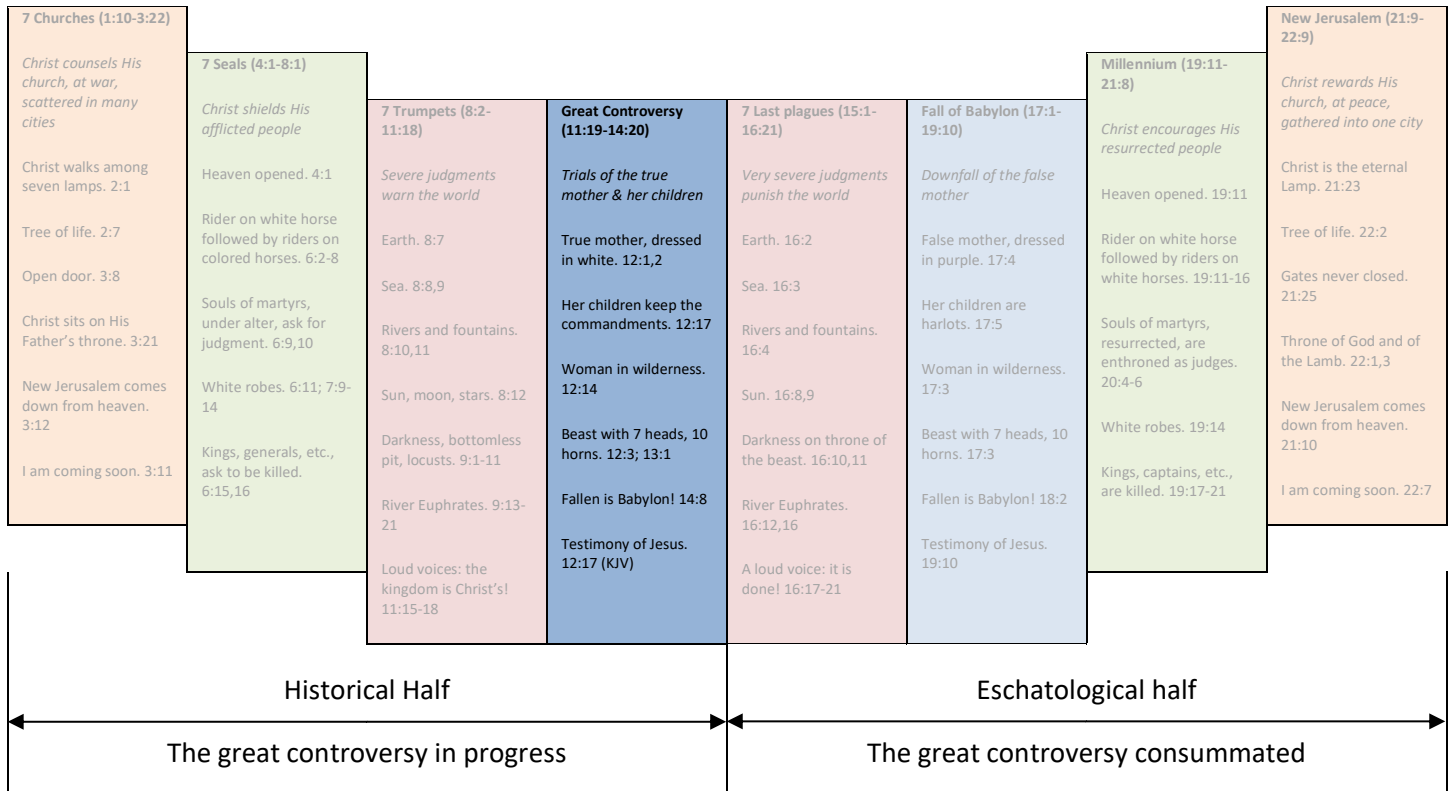 7 Churches (1:10-3:22)
Christ counsels His
church, at war,
scattered in many
cities
Christ walks among
seven lamps. 2:1
Tree of life. 2:7
Open door. 3:8
Christ sits on His
Father’s throne. 3:21
New Jerusalem comes
down from heaven.
3:12
I am coming soon. 3:11
7 Seals (4:1-8:1)
Christ shields His
afflicted people
Heaven opened. 4:1
Rider on white horse
followed by riders on
colored horses. 6:2-8
Souls of martyrs,
under alter, ask for
judgment. 6:9,10
White robes. 6:11; 7:9-
14
Kings, generals, etc.,
ask to be killed.
6:15,16
7 Trumpets (8:2-
11:18)
Severe judgments
warn the world
Earth. 8:7
Sea. 8:8,9
Rivers and fountains.
8:10,11
Sun, moon, stars. 8:12
Darkness, bottomless
pit, locusts. 9:1-11
River Euphrates. 9:13-
21
Loud voices: the
kingdom is Christ’s!
11:15-18
Great Controversy
(11:19-14:20)
Trials of the true
mother & her children
True mother, dressed
in white. 12:1,2
Her children keep the
commandments. 12:17
Woman in wilderness.
12:14
Beast with 7 heads, 10
horns. 12:3; 13:1
Fallen is Babylon! 14:8
Testimony of Jesus.
12:17 (KJV)
7 Last plagues (15:1-
16:21)
Very severe judgments
punish the world
Earth. 16:2
Sea. 16:3
Rivers and fountains.
16:4
Sun. 16:8,9
Darkness on throne of
the beast. 16:10,11
River Euphrates.
16:12,16
A loud voice: it is
done! 16:17-21
Fall of Babylon (17:1-
19:10)
Downfall of the false
mother
False mother, dressed
in purple. 17:4
Her children are
harlots. 17:5
Woman in wilderness.
17:3
Beast with 7 heads, 10
horns. 17:3
Fallen is Babylon! 18:2
Testimony of Jesus.
19:10
Millennium (19:11-
21:8)
Christ encourages His
resurrected people
Heaven opened. 19:11
Rider on white horse
followed by riders on
white horses. 19:11-16
Souls of martyrs,
resurrected, are
enthroned as judges.
20:4-6
White robes. 19:14
Kings, captains, etc.,
are killed. 19:17-21
New Jerusalem (21:9-
22:9)
Christ rewards His
church, at peace,
gathered into one city
Christ is the eternal
Lamp. 21:23
Tree of life. 22:2
Gates never closed.
21:25
Throne of God and of
the Lamb. 22:1,3
New Jerusalem comes
down from heaven.
21:10
I am coming soon. 22:7
Historical Half
The great controversy in progress
Eschatological half
The great controversy consummated